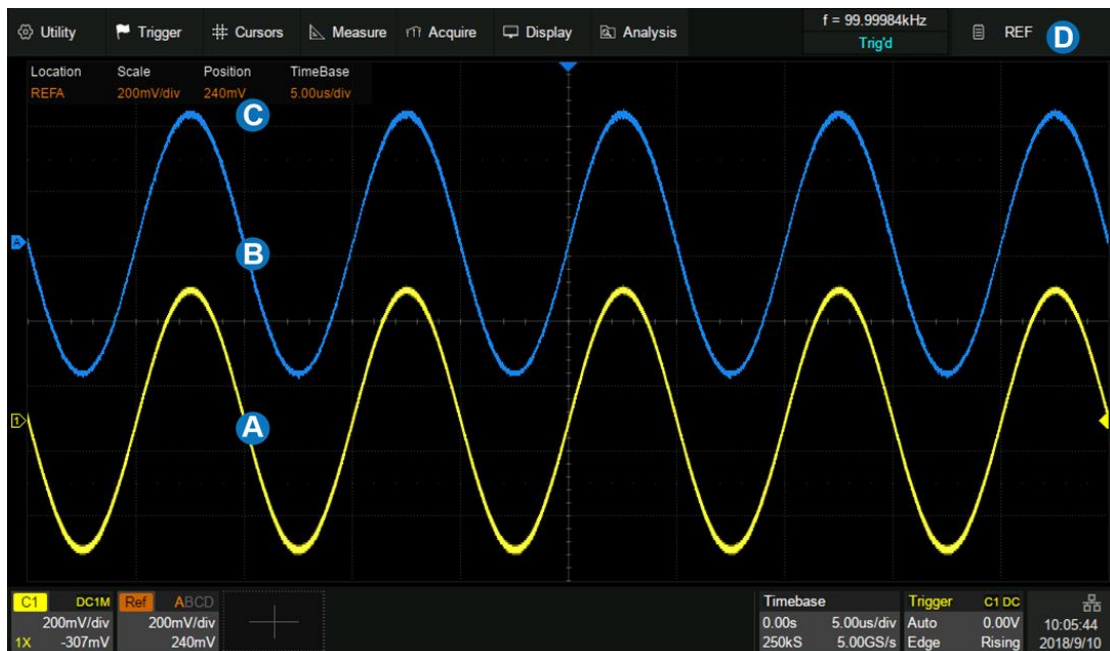 Utility Trigger Cursors Measure Acquire Display Analysis f = 99.99984kHz REF D
Trig'd
Location Scale Position TimeBase
REFA 200mV/div 240mV 5.00us/div
C
A
B
1
A
C1 DC1M Ref ABCD Timebase Trigger C1 DC
200mV/div 200mV/div 0.00s 5.00us/div Auto 0.00V 10:05:44
1X -307mV 240mV 250kS 5.00GS/s Edge Rising 2018/9/10